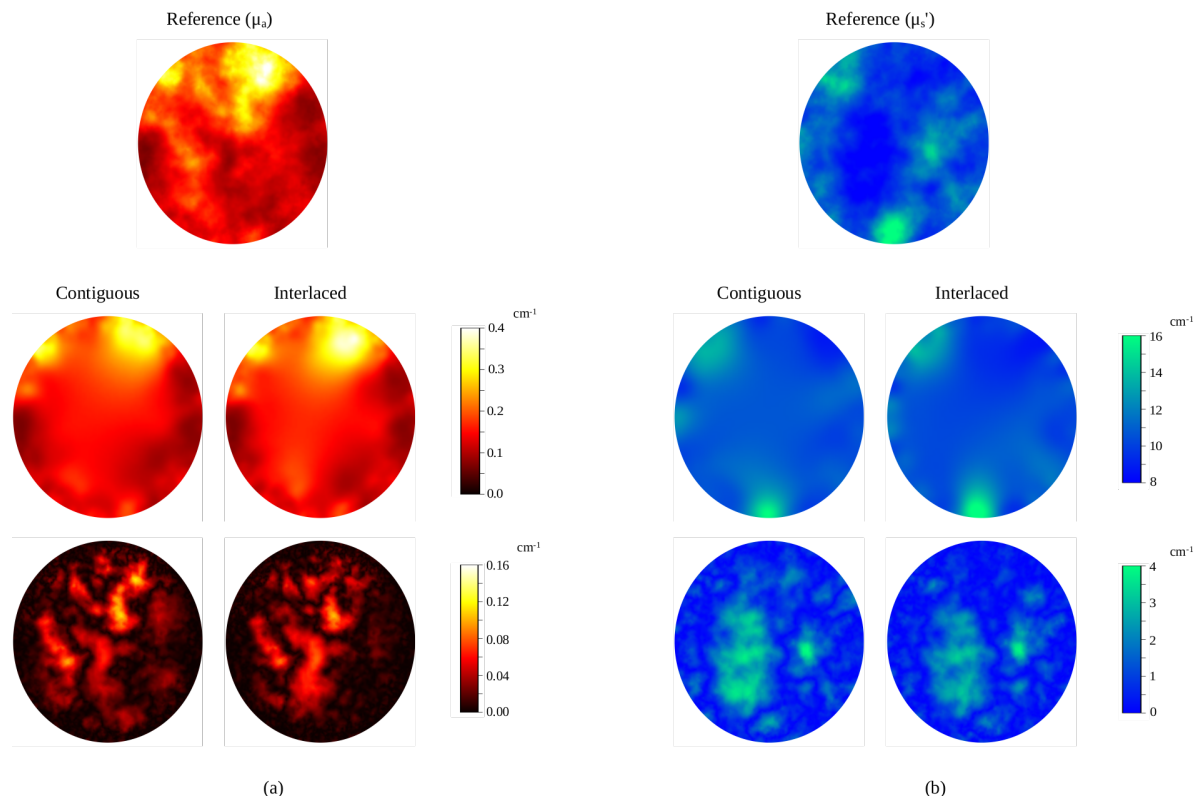 Reference (μₐ)
Reference (μₛ')
Contiguous
Interlaced
Contiguous
Interlaced
cm⁻¹
0.4
0.3
0.2
0.1
0.0
cm⁻¹
16
14
12
10
8
cm⁻¹
0.16
0.12
0.08
0.04
0.00
cm⁻¹
4
3
2
1
0
(a)
(b)